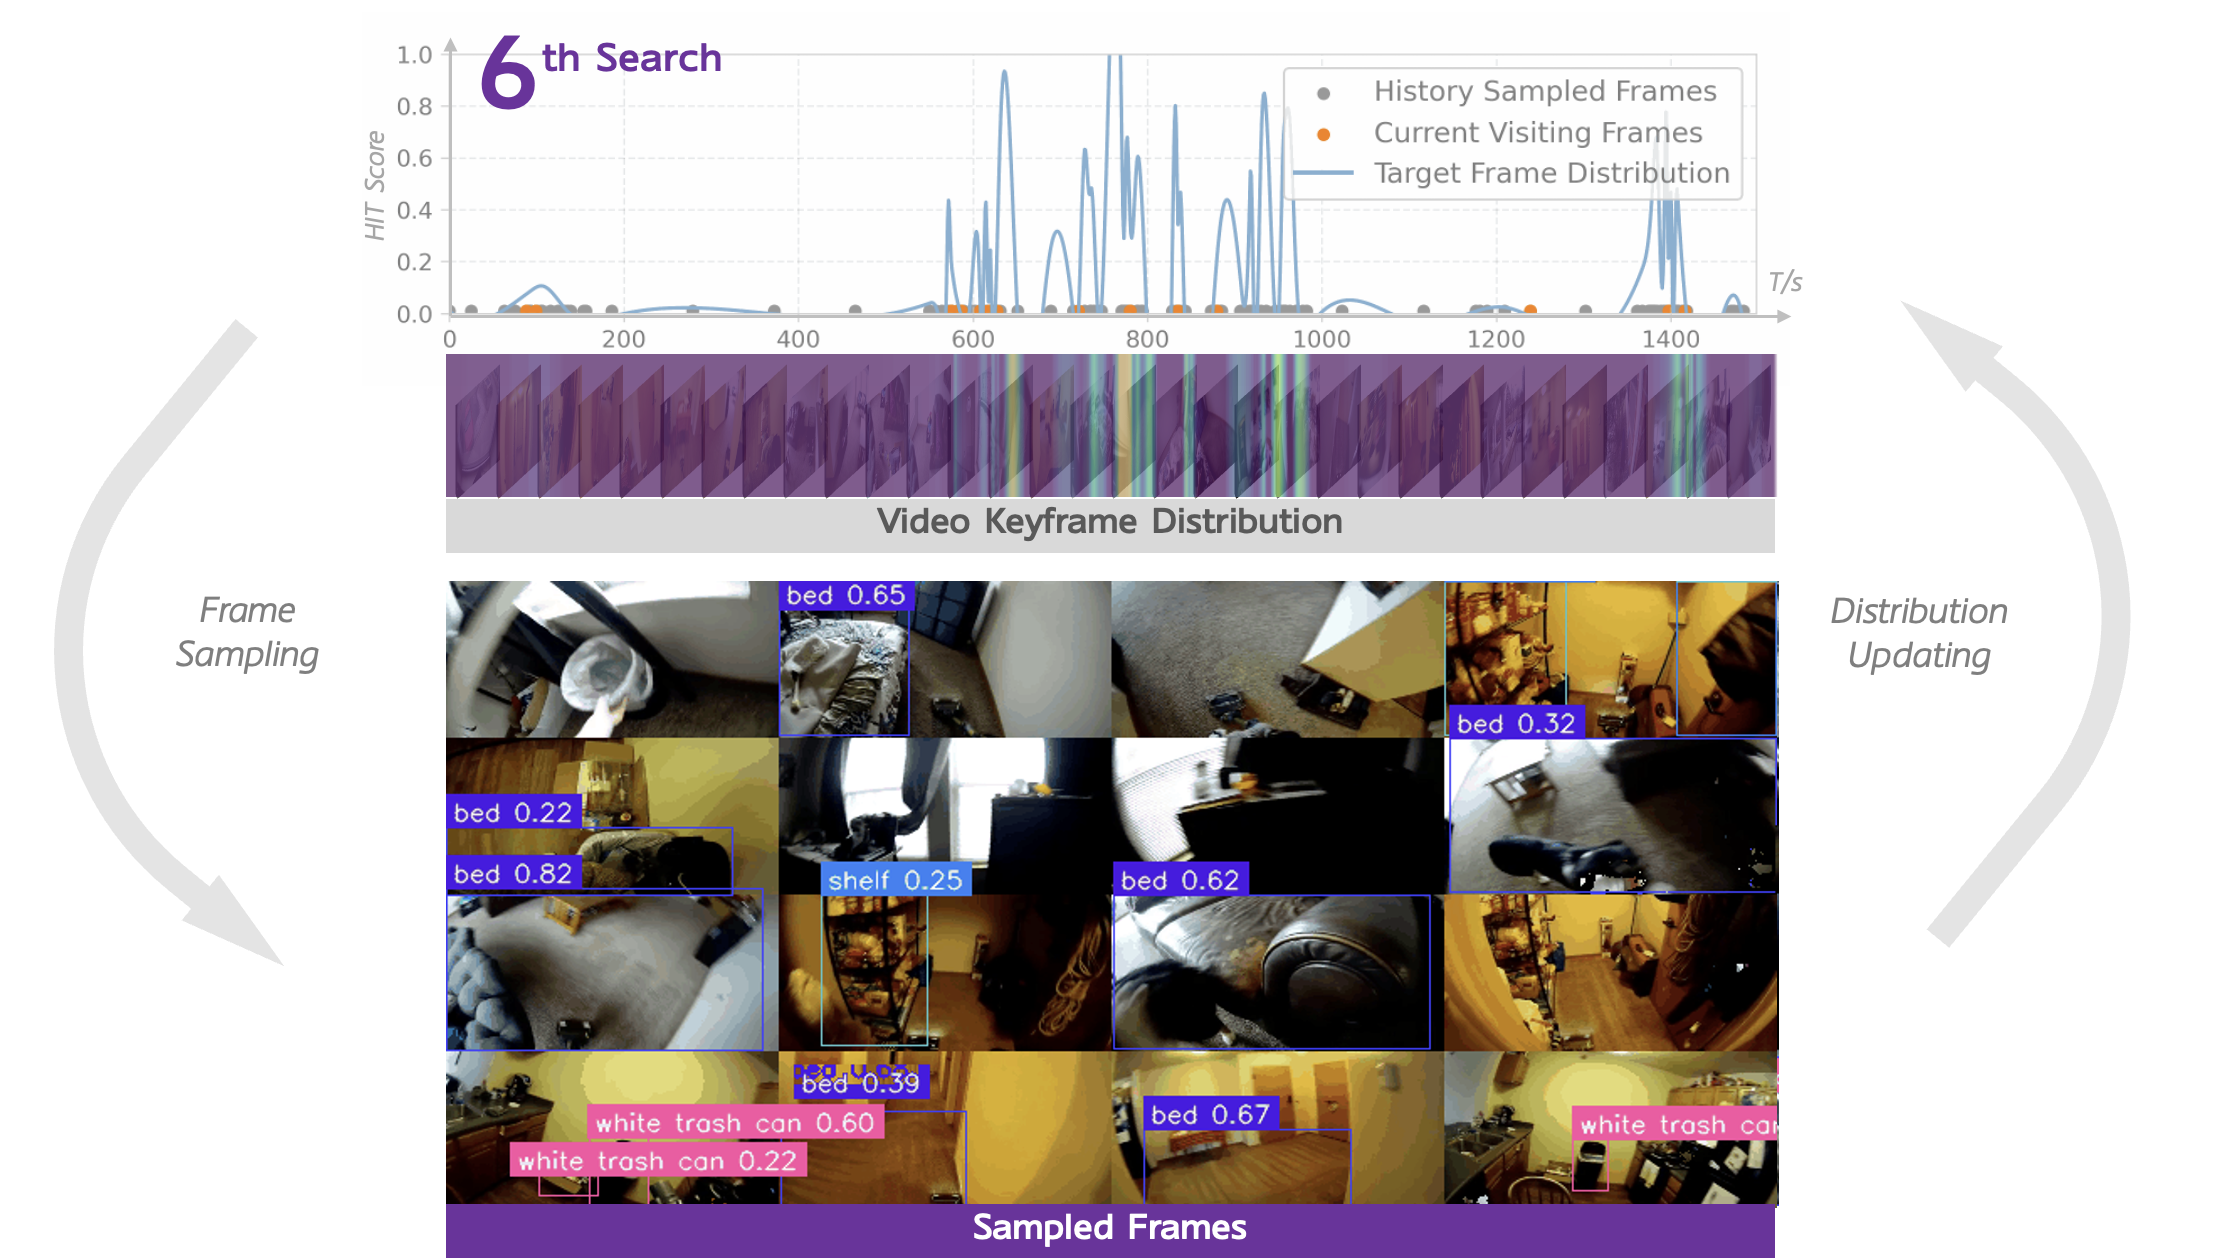 6th Search
1.0
0.8
0.6
0.4
0.2
0.0
HIT Score
History Sampled Frames
Current Visiting Frames
Target Frame Distribution
T/s
0 200 400 600 800 1000 1200 1400
Video Keyframe Distribution
Frame
Sampling
Distribution
Updating
bed 0.65
bed 0.32
bed 0.22
bed 0.82
shelf 0.25
bed 0.62
bed 0.39
white trash can 0.60
white trash can 0.22
bed 0.67
white trash can
Sampled Frames